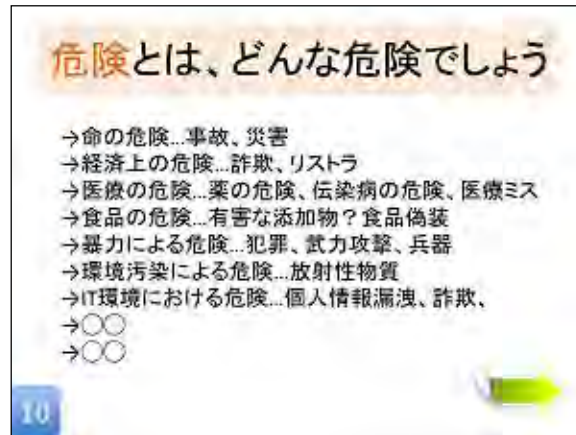 危険とは、どんな危険でしょう
→命の危険…事故、災害
→経済上の危険…詐欺、リストラ
→医療の危険…薬の危険、伝染病の危険、医療ミス
→食品の危険…有害な添加物？食品偽装
→暴力による危険…犯罪、武力攻撃、兵器
→環境汚染による危険…放射性物質
→IT環境における危険…個人情報漏洩、詐欺、
→○○
→○○
10